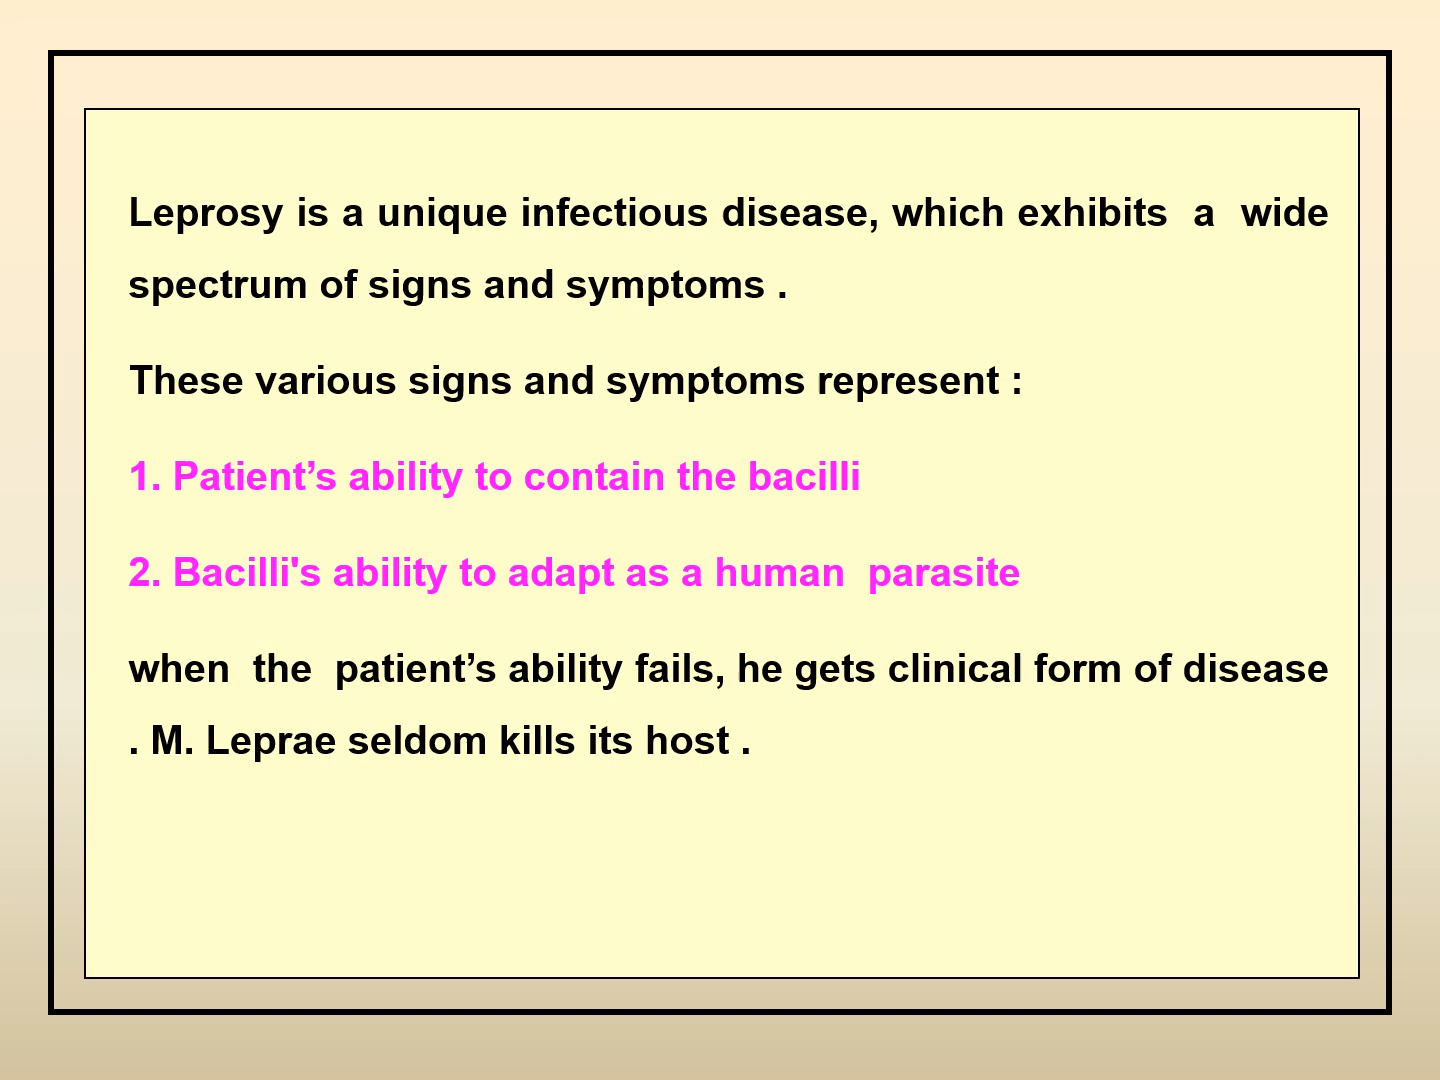 Leprosy is a unique infectious disease, which exhibits  a  wide
spectrum of signs and symptoms .
These various signs and symptoms represent :
1. Patient’s ability to contain the bacilli
2. Bacilli's ability to adapt as a human  parasite
when  the  patient’s ability fails, he gets clinical form of disease
. M. Leprae seldom kills its host .